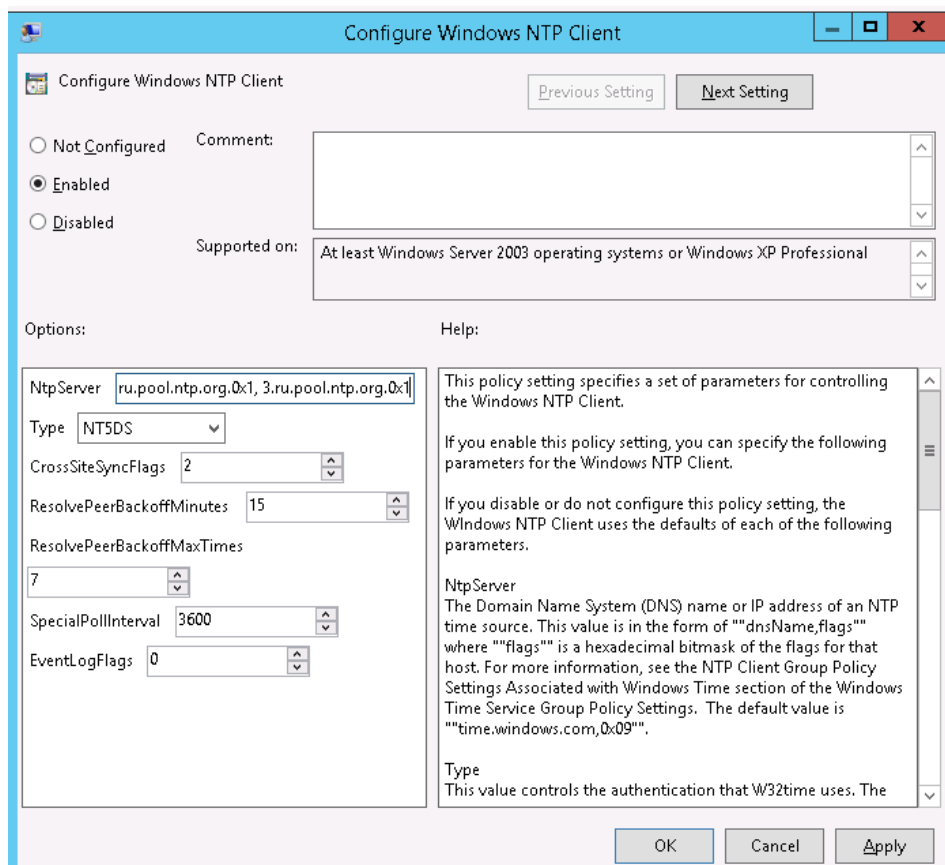 Configure Windows NTP Client
Configure Windows NTP Client
Previous Setting
Next Setting
Not Configured
Comment:
Enabled
Disabled
Supported on:
At least Windows Server 2003 operating systems or Windows XP Professional
Options:
Help:
NtpServer ru.pool.ntp.org.0x1, 3.ru.pool.ntp.org.0x1
Type NT5DS
CrossSiteSyncFlags 2
ResolvePeerBackoffMinutes 15
ResolvePeerBackoffMaxTimes
7
SpecialPollInterval 3600
EventLogFlags 0
This policy setting specifies a set of parameters for controlling
the Windows NTP Client.
If you enable this policy setting, you can specify the following
parameters for the Windows NTP Client.
If you disable or do not configure this policy setting, the
WIndows NTP Client uses the defaults of each of the following
parameters.
NtpServer
The Domain Name System (DNS) name or IP address of an NTP
time source. This value is in the form of ""dnsName,flags""
where ""flags"" is a hexadecimal bitmask of the flags for that
host. For more information, see the NTP Client Group Policy
Settings Associated with Windows Time section of the Windows
Time Service Group Policy Settings.  The default value is
""time.windows.com,0x09"".
Type
This value controls the authentication that W32time uses. The
OK
Cancel
Apply